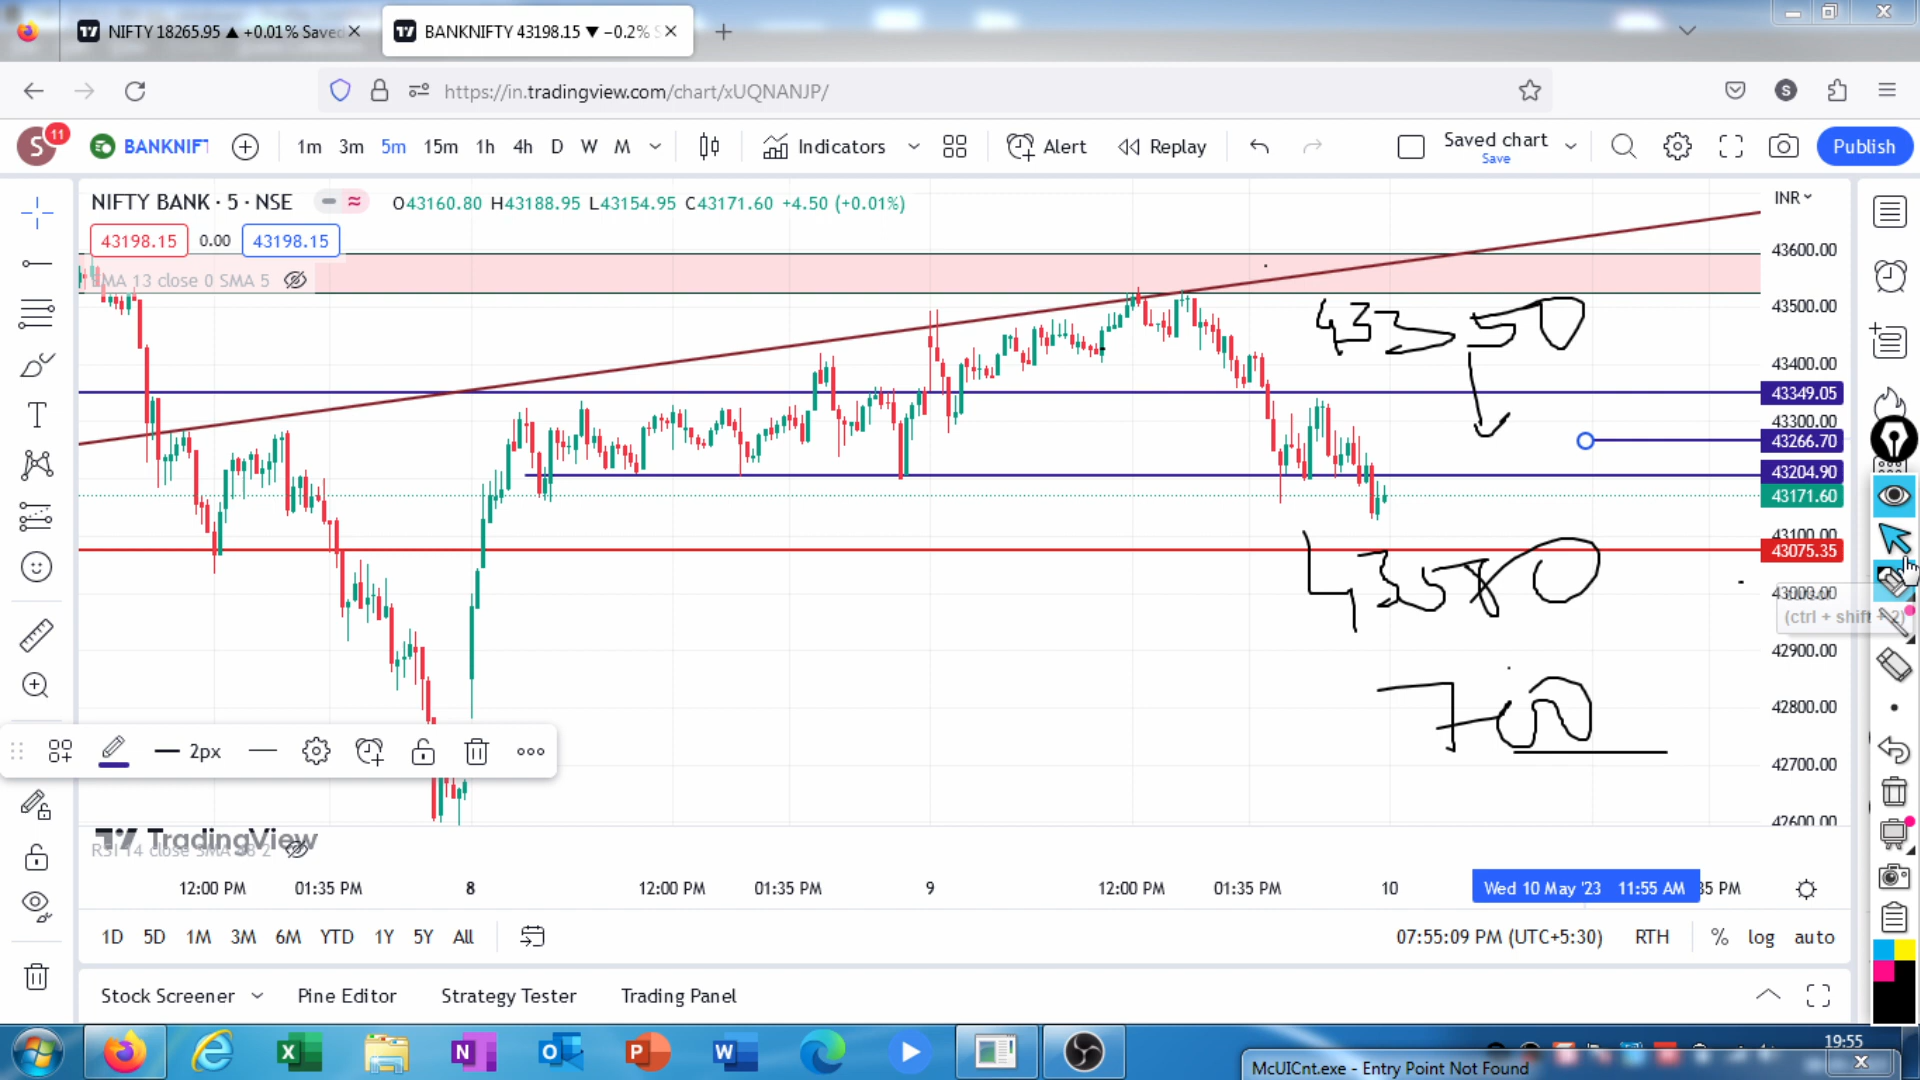 NIFTY 18265.95 ▲ +0.01% Saved
BANKNIFTY 43198.15 ▼ −0.2% S
https://in.tradingview.com/chart/xUQNANJP/
S
S 11
BANKNIFT
1m 3m 5m 15m 1h 4h D W M
Indicators
Alert
Replay
Saved chart
Save
Publish
NIFTY BANK · 5 · NSE
O43160.80 H43188.95 L43154.95 C43171.60 +4.50 (+0.01%)
INR
43198.15 0.00 43198.15
SMA 13 close 0 SMA 5
43600.00
43500.00
43400.00
43349.05
43300.00
43266.70
43204.90
43171.60
43100.00
43075.35
43000.00
(ctrl + shift + 2)
42900.00
42800.00
42700.00
42600.00
43350
43580
700
2px
TradingView
RSI 14 close SMA
12:00 PM 01:35 PM 8 12:00 PM 01:35 PM 9 12:00 PM 01:35 PM 10 Wed 10 May '23 11:55 AM 35 PM
1D 5D 1M 3M 6M YTD 1Y 5Y All
07:55:09 PM (UTC+5:30) RTH % log auto
Stock Screener Pine Editor Strategy Tester Trading Panel
19:55
McUICnt.exe - Entry Point Not Found